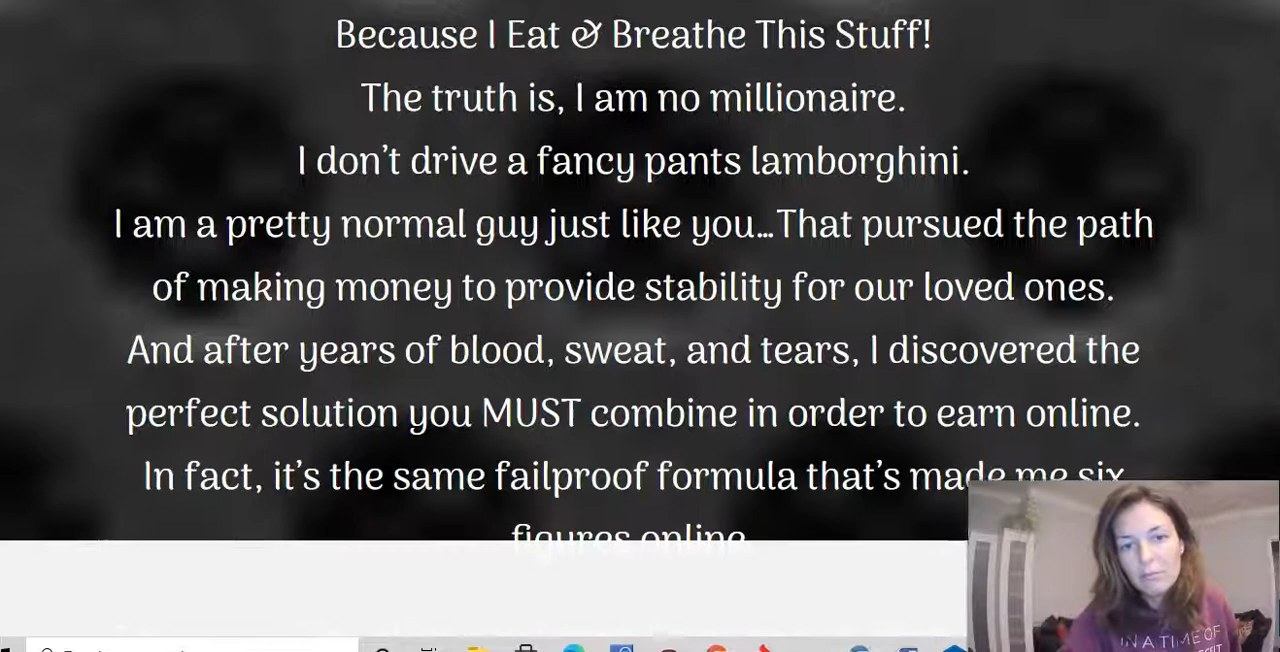 Because I Eat & Breathe This Stuff!
The truth is, I am no millionaire.
I don't drive a fancy pants lamborghini.
I am a pretty normal guy just like you...That pursued the path
of making money to provide stability for our loved ones.
And after years of blood, sweat, and tears, I discovered the
perfect solution you MUST combine in order to earn online.
In fact, it's the same failproof formula that's made me six
figures online
IN A TIME OF